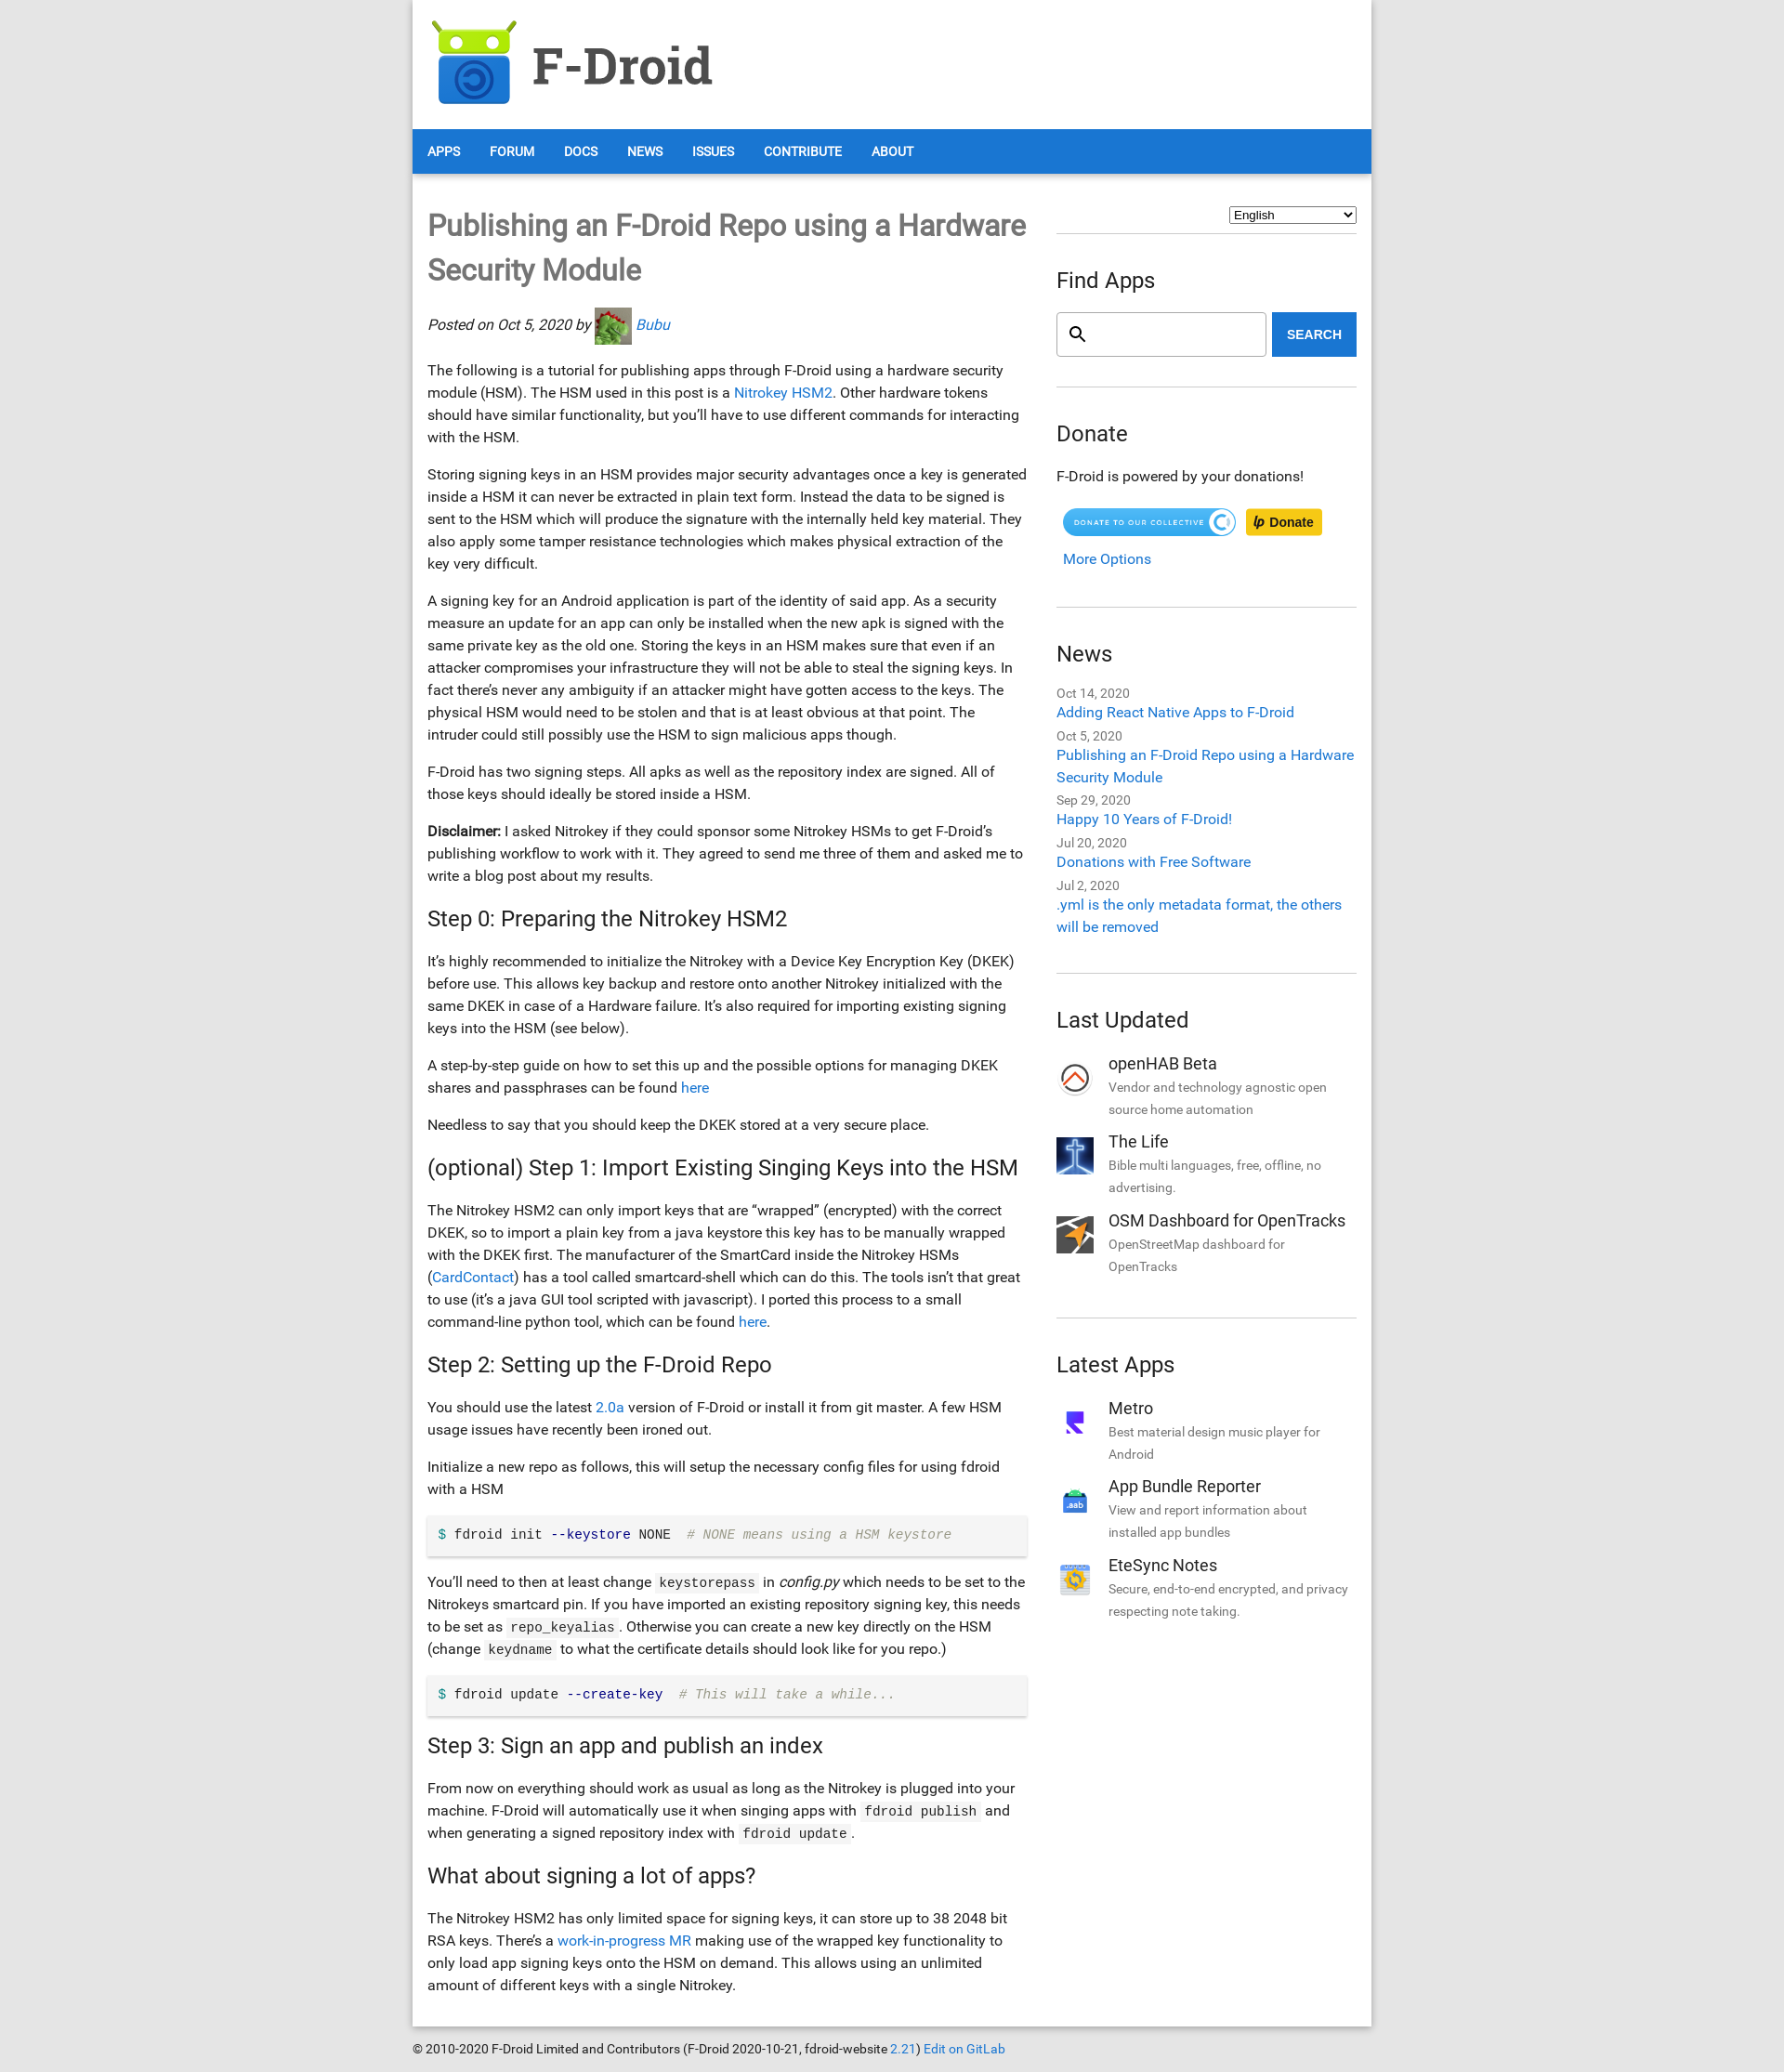 F-Droid
APPS FORUM DOCS NEWS ISSUES CONTRIBUTE ABOUT
Publishing an F-Droid Repo using a Hardware
Security Module
Posted on Oct 5, 2020 by Bubu
The following is a tutorial for publishing apps through F-Droid using a hardware security
module (HSM). The HSM used in this post is a Nitrokey HSM2. Other hardware tokens
should have similar functionality, but you’ll have to use different commands for interacting
with the HSM.
Storing signing keys in an HSM provides major security advantages once a key is generated
inside a HSM it can never be extracted in plain text form. Instead the data to be signed is
sent to the HSM which will produce the signature with the internally held key material. They
also apply some tamper resistance technologies which makes physical extraction of the
key very difficult.
A signing key for an Android application is part of the identity of said app. As a security
measure an update for an app can only be installed when the new apk is signed with the
same private key as the old one. Storing the keys in an HSM makes sure that even if an
attacker compromises your infrastructure they will not be able to steal the signing keys. In
fact there’s never any ambiguity if an attacker might have gotten access to the keys. The
physical HSM would need to be stolen and that is at least obvious at that point. The
intruder could still possibly use the HSM to sign malicious apps though.
F-Droid has two signing steps. All apks as well as the repository index are signed. All of
those keys should ideally be stored inside a HSM.
Disclaimer: I asked Nitrokey if they could sponsor some Nitrokey HSMs to get F-Droid’s
publishing workflow to work with it. They agreed to send me three of them and asked me to
write a blog post about my results.
Step 0: Preparing the Nitrokey HSM2
It’s highly recommended to initialize the Nitrokey with a Device Key Encryption Key (DKEK)
before use. This allows key backup and restore onto another Nitrokey initialized with the
same DKEK in case of a Hardware failure. It’s also required for importing existing signing
keys into the HSM (see below).
A step-by-step guide on how to set this up and the possible options for managing DKEK
shares and passphrases can be found here
Needless to say that you should keep the DKEK stored at a very secure place.
(optional) Step 1: Import Existing Singing Keys into the HSM
The Nitrokey HSM2 can only import keys that are “wrapped” (encrypted) with the correct
DKEK, so to import a plain key from a java keystore this key has to be manually wrapped
with the DKEK first. The manufacturer of the SmartCard inside the Nitrokey HSMs
(CardContact) has a tool called smartcard-shell which can do this. The tools isn’t that great
to use (it’s a java GUI tool scripted with javascript). I ported this process to a small
command-line python tool, which can be found here.
Step 2: Setting up the F-Droid Repo
You should use the latest 2.0a version of F-Droid or install it from git master. A few HSM
usage issues have recently been ironed out.
Initialize a new repo as follows, this will setup the necessary config files for using fdroid
with a HSM
$ fdroid init --keystore NONE  # NONE means using a HSM keystore
You’ll need to then at least change keystorepass in config.py which needs to be set to the
Nitrokeys smartcard pin. If you have imported an existing repository signing key, this needs
to be set as repo_keyalias. Otherwise you can create a new key directly on the HSM
(change keydname to what the certificate details should look like for you repo.)
$ fdroid update --create-key  # This will take a while...
Step 3: Sign an app and publish an index
From now on everything should work as usual as long as the Nitrokey is plugged into your
machine. F-Droid will automatically use it when singing apps with fdroid publish and
when generating a signed repository index with fdroid update.
What about signing a lot of apps?
The Nitrokey HSM2 has only limited space for signing keys, it can store up to 38 2048 bit
RSA keys. There’s a work-in-progress MR making use of the wrapped key functionality to
only load app signing keys onto the HSM on demand. This allows using an unlimited
amount of different keys with a single Nitrokey.
English
Find Apps
SEARCH
Donate
F-Droid is powered by your donations!
DONATE TO OUR COLLECTIVE
lp Donate
More Options
News
Oct 14, 2020
Adding React Native Apps to F-Droid
Oct 5, 2020
Publishing an F-Droid Repo using a Hardware
Security Module
Sep 29, 2020
Happy 10 Years of F-Droid!
Jul 20, 2020
Donations with Free Software
Jul 2, 2020
.yml is the only metadata format, the others
will be removed
Last Updated
openHAB Beta
Vendor and technology agnostic open
source home automation
The Life
Bible multi languages, free, offline, no
advertising.
OSM Dashboard for OpenTracks
OpenStreetMap dashboard for
OpenTracks
Latest Apps
Metro
Best material design music player for
Android
.aab
App Bundle Reporter
View and report information about
installed app bundles
EteSync Notes
Secure, end-to-end encrypted, and privacy
respecting note taking.
© 2010-2020 F-Droid Limited and Contributors (F-Droid 2020-10-21, fdroid-website 2.21) Edit on GitLab